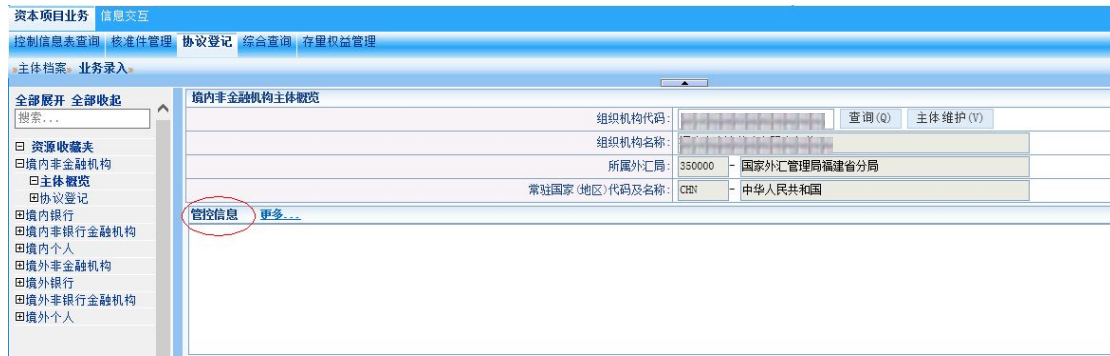 资本项目业务 信息交互
控制信息表查询 核准件管理 协议登记 综合查询 存量权益管理
主体档案 业务录入
全部展开 全部收起
搜索...
资源收藏夹
境内非金融机构
主体概览
协议登记
境内银行
境内非银行金融机构
境内个人
境外非金融机构
境外银行
境外非银行金融机构
境外个人
境内非金融机构主体概览
组织机构代码: 查询(Q) 主体维护(V)
组织机构名称:
所属外汇局: 350000 - 国家外汇管理局福建省分局
常驻国家(地区)代码及名称: CHN - 中华人民共和国
管控信息 更多...